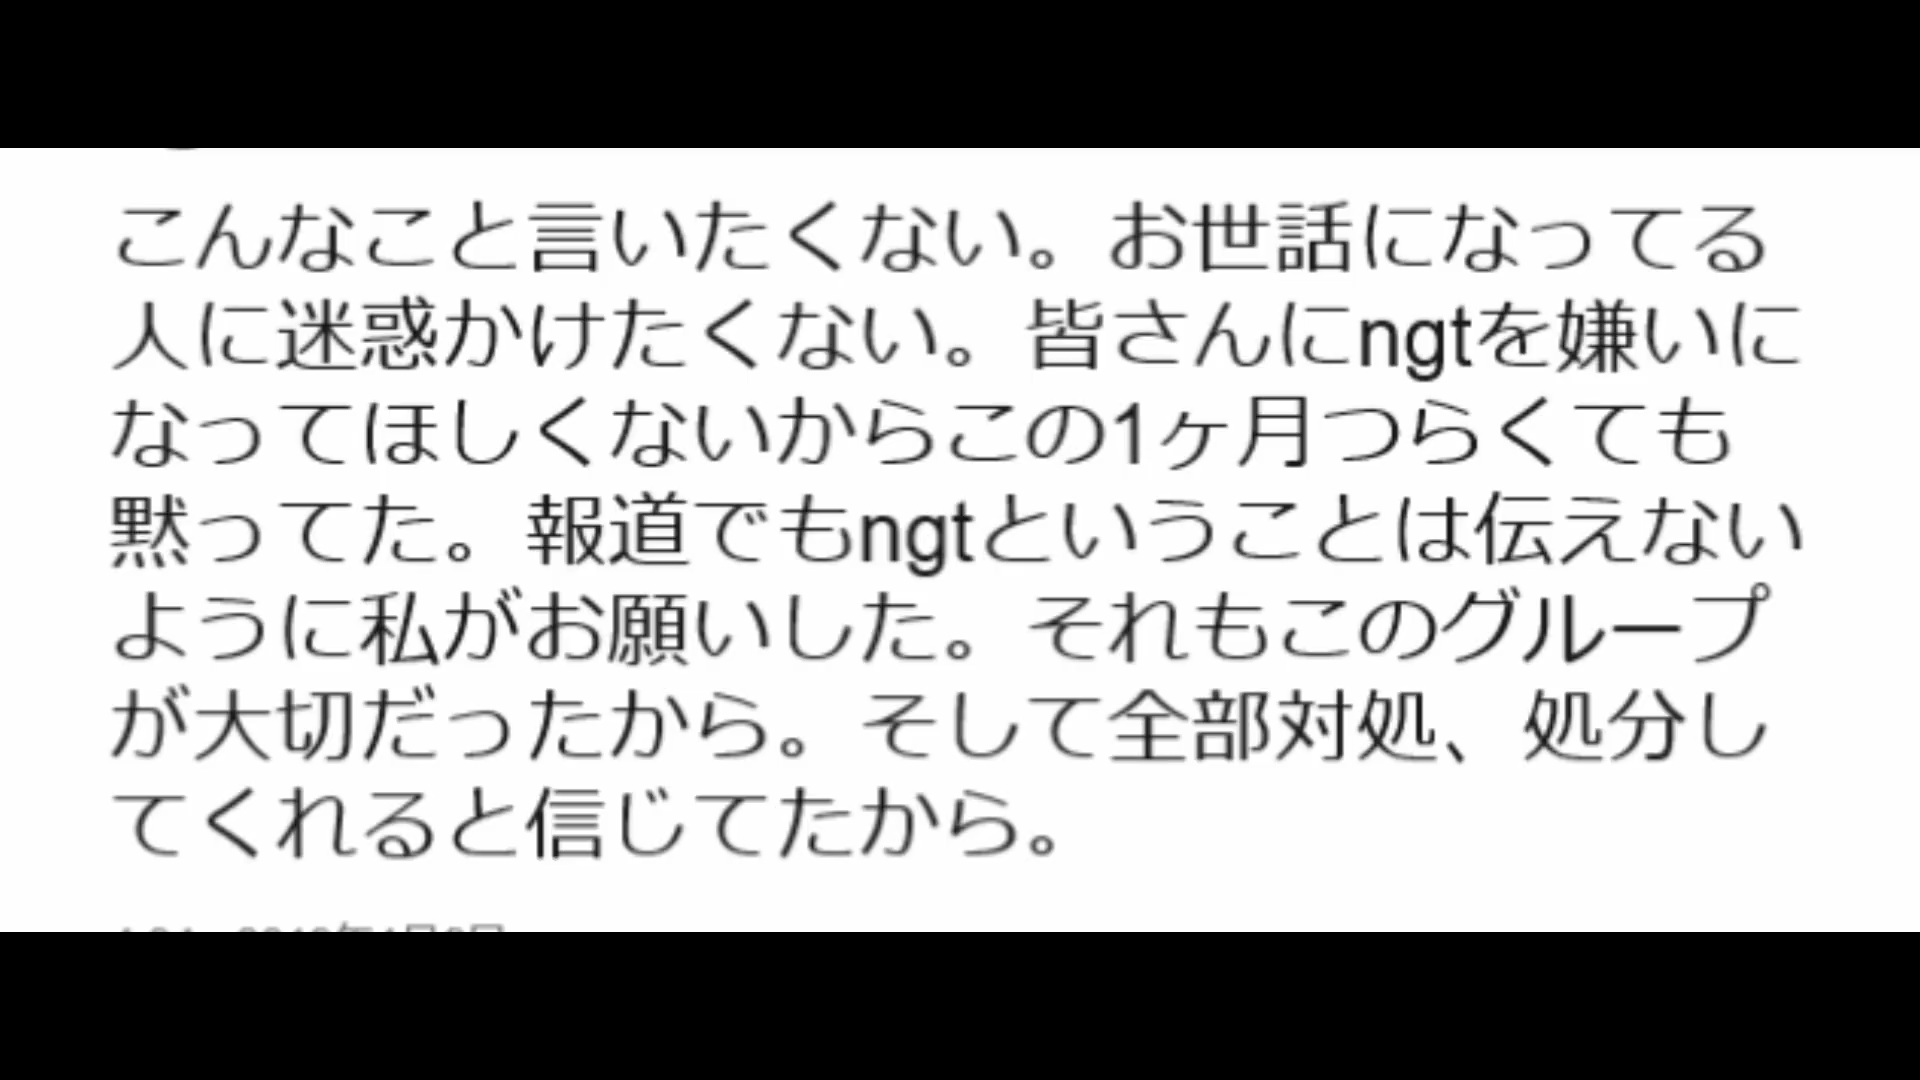 こんなこと言いたくない。お世話になってる
人に迷惑かけたくない。皆さんにngtを嫌いに
なってほしくないからこの1ヶ月つらくても
黙ってた。報道でもngtということは伝えない
ように私がお願いした。それもこのグループ
が大切だったから。そして全部対処、処分し
てくれると信じてたから。